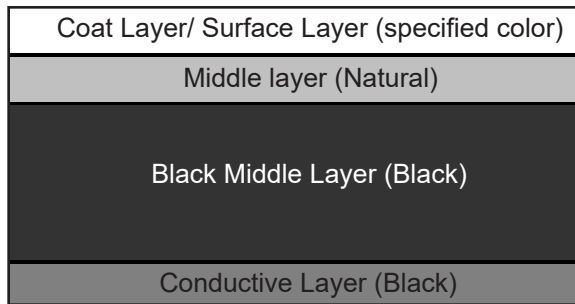 Coat Layer/ Surface Layer (specified color)
Middle layer (Natural)
Black Middle Layer (Black)
Conductive Layer (Black)